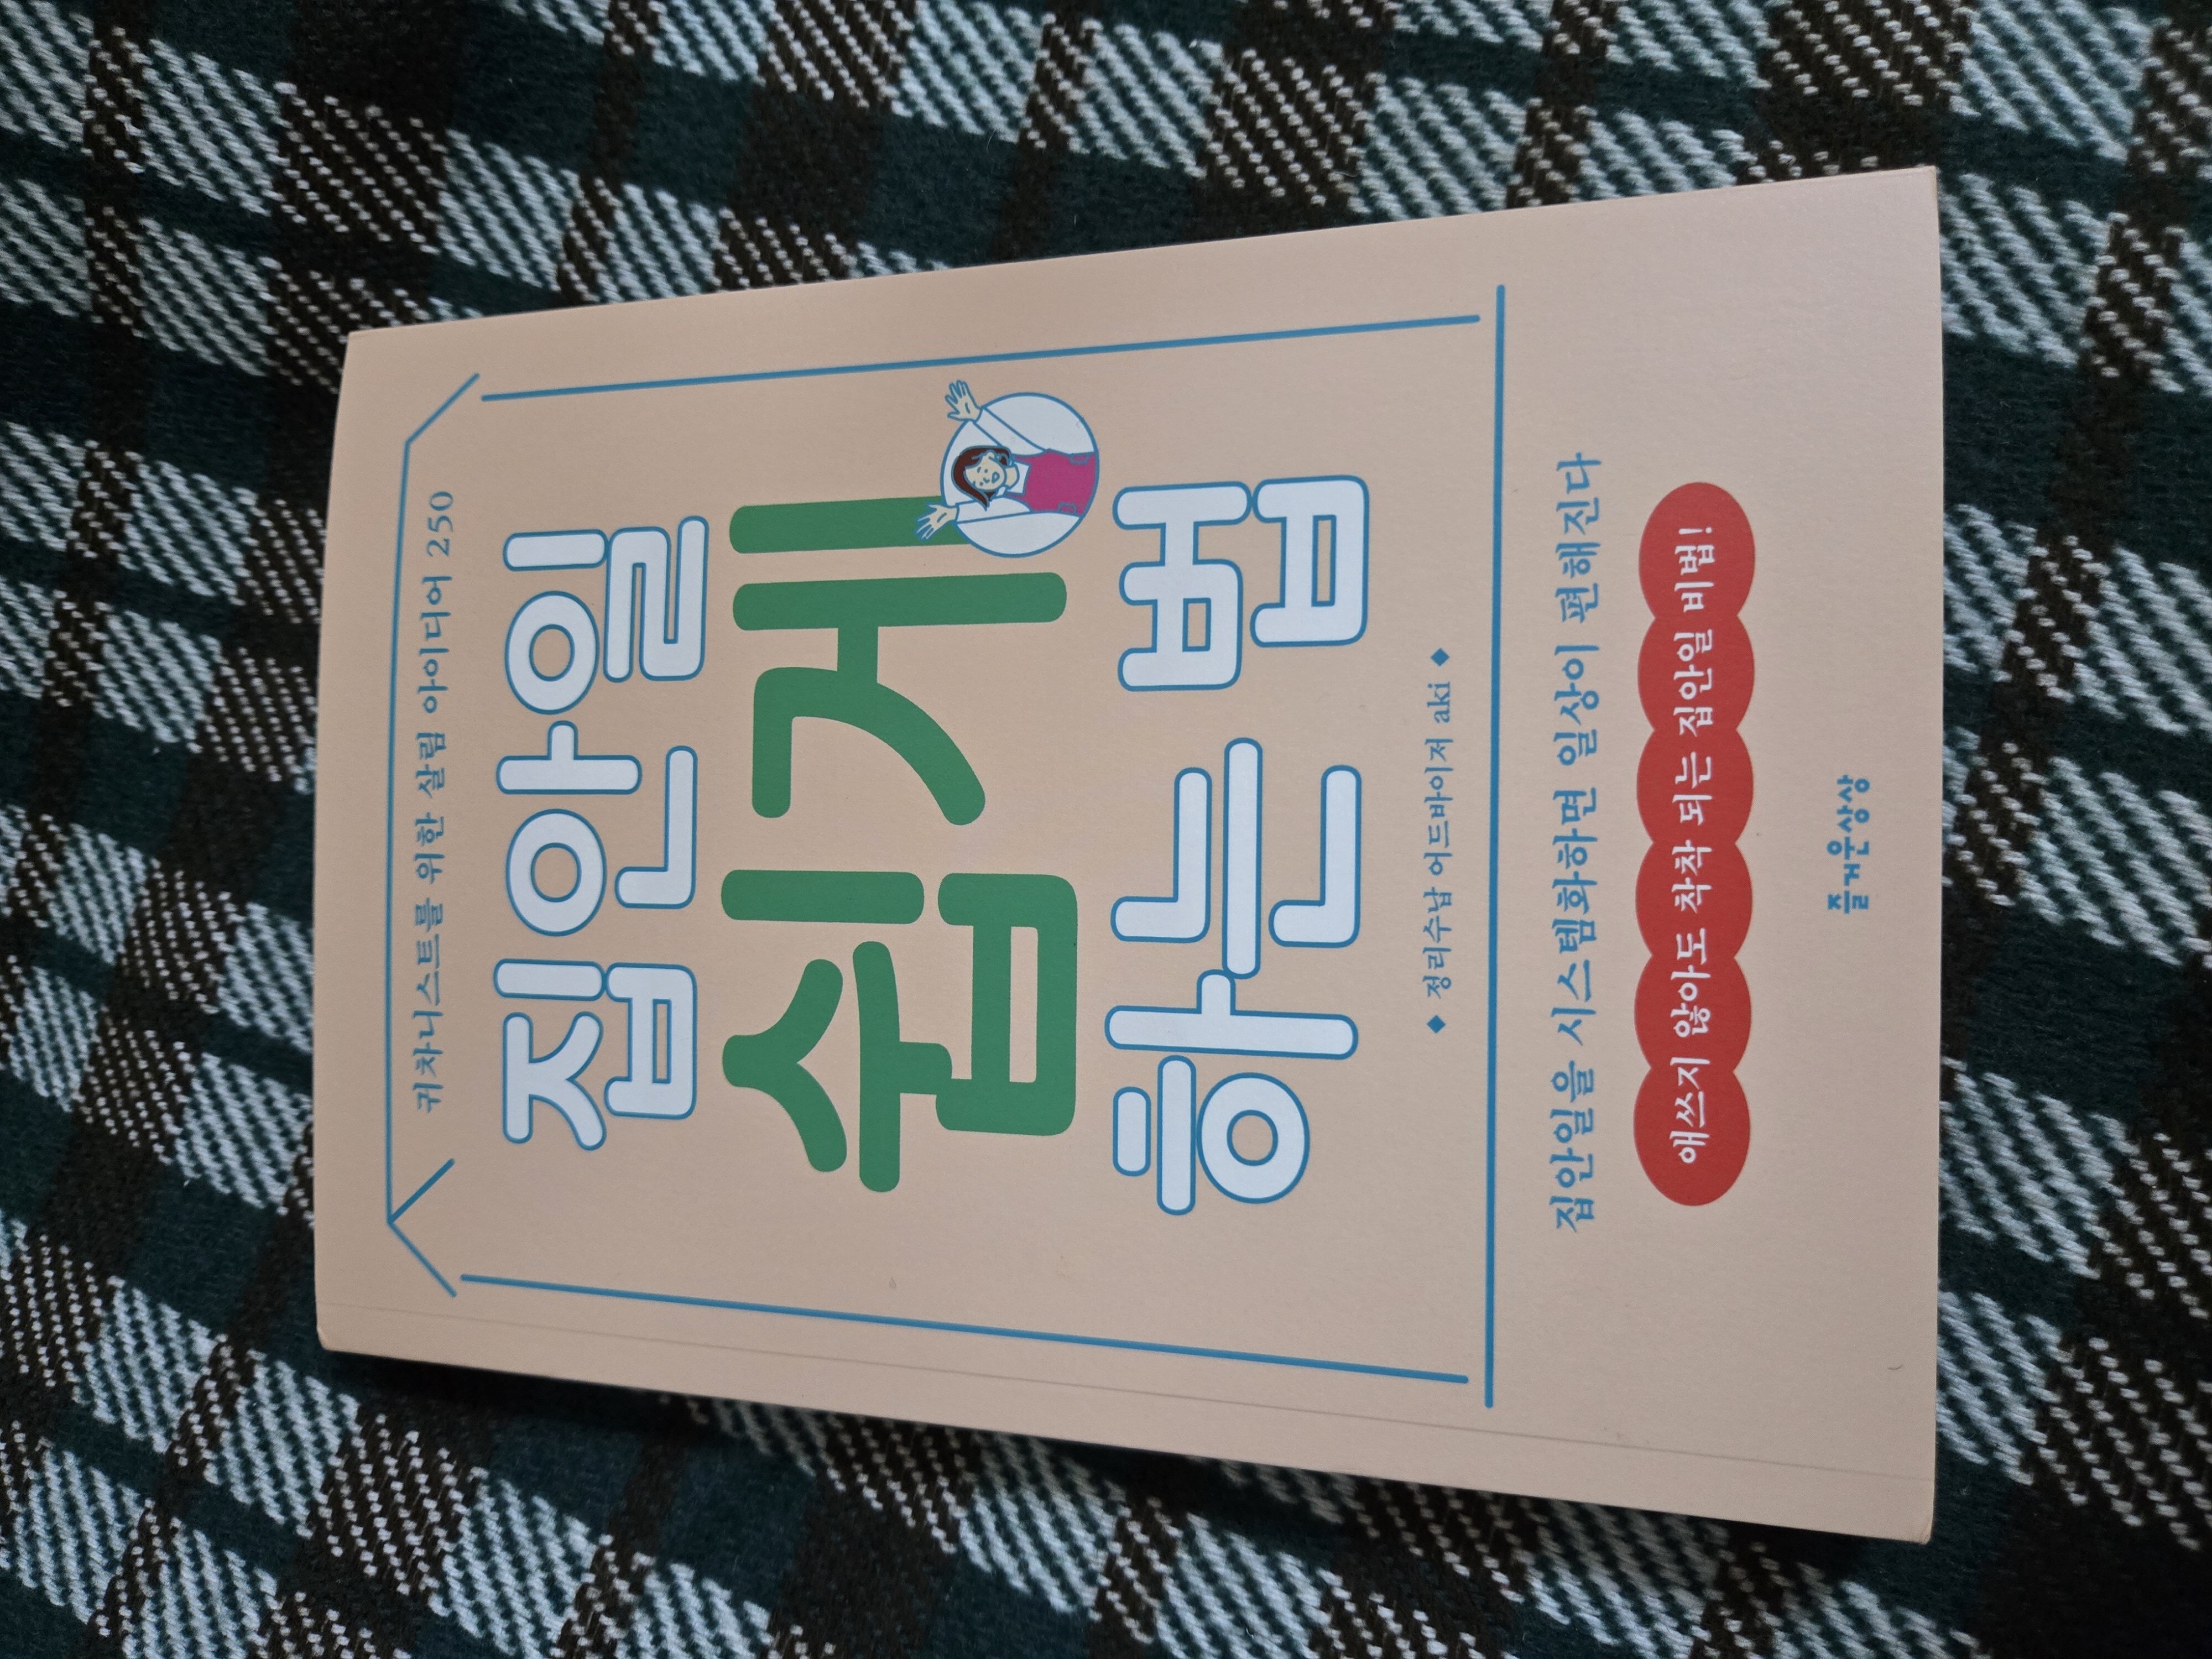 귀차니스트를 위한 살림 아이디어 250
집안일
쉽게
하는 법
◆ 정리수납 어드바이저 aki ◆
집안일을 시스템화하면 일상이 편해진다
애쓰지 않아도 착착 되는 집안일 비법!
즐거운상상